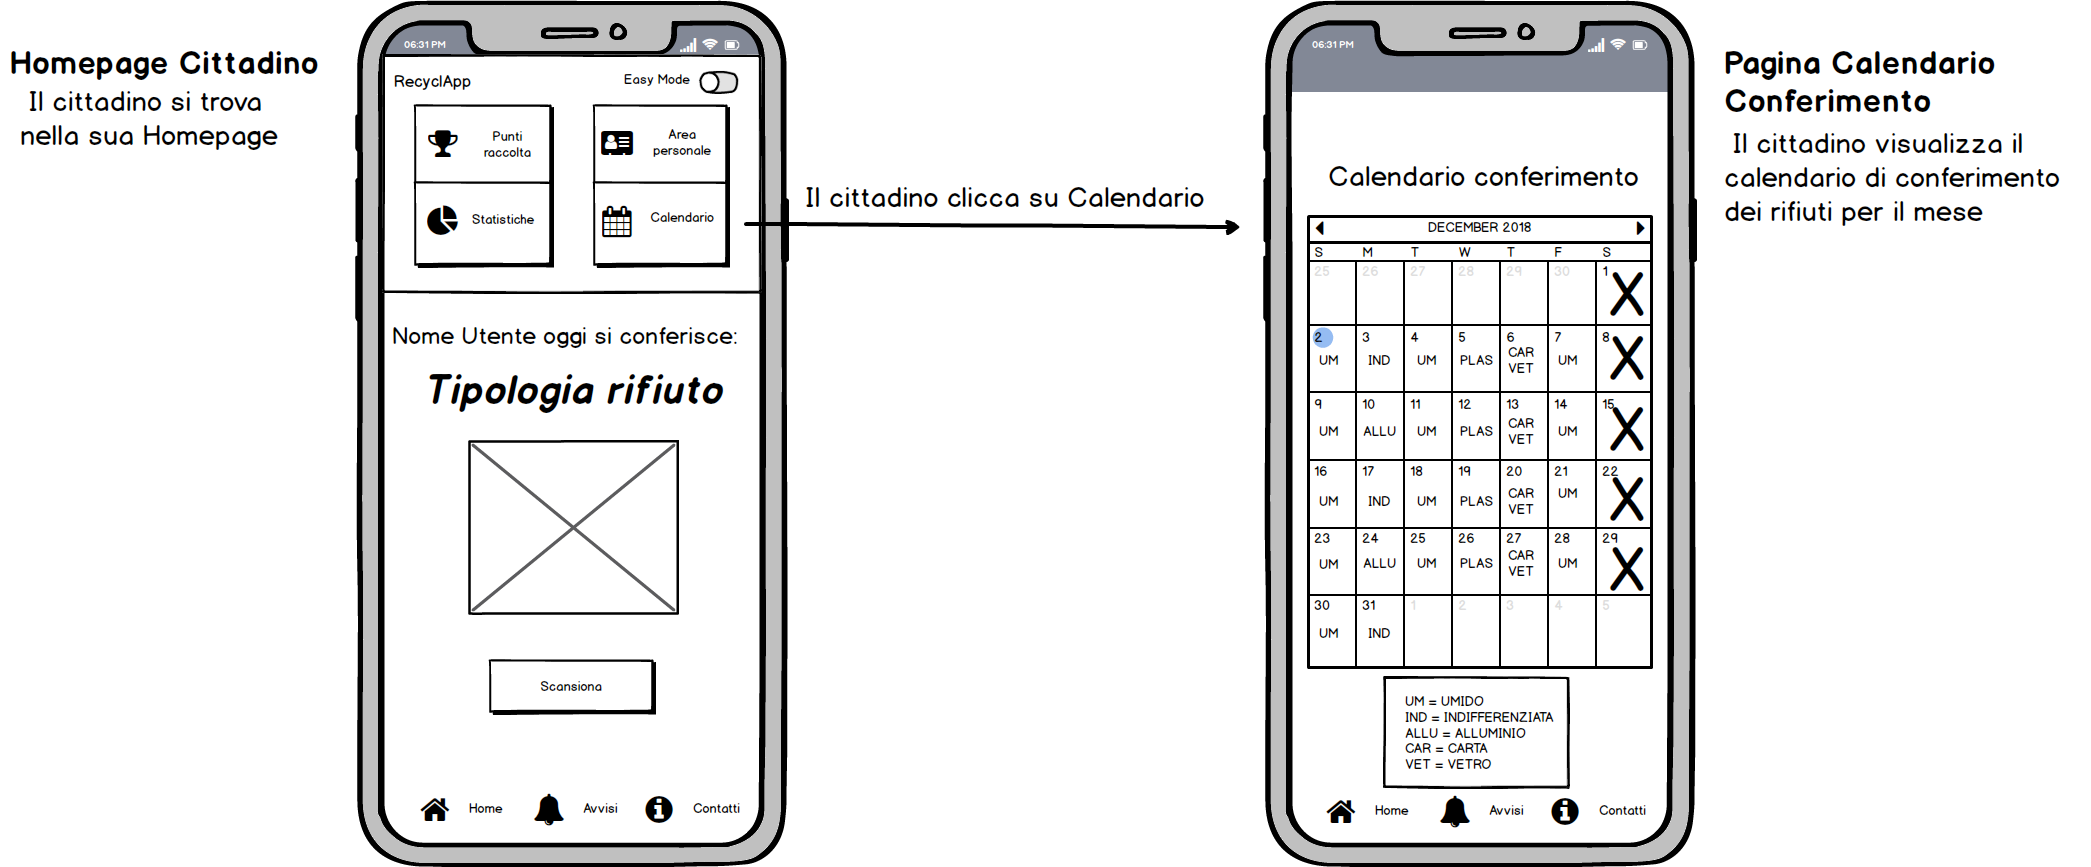 Homepage Cittadino
Il cittadino si trova
nella sua Homepage
06:31 PM
RecyclApp
Easy Mode
Punti
raccolta
Area
personale
Statistiche
Calendario
Nome Utente oggi si conferisce:
Tipologia rifiuto
Scansiona
Home Avvisi Contatti
Il cittadino clicca su Calendario
06:31 PM
Calendario conferimento
DECEMBER 2018
S M T W T F S
25 26 27 28 29 30 1
X
2 3 4 5 6 7 8
UM IND UM PLAS CAR VET UM X
9 10 11 12 13 14 15
UM ALLU UM PLAS CAR VET UM X
16 17 18 19 20 21 22
UM IND UM PLAS CAR VET UM X
23 24 25 26 27 28 29
UM ALLU UM PLAS CAR VET UM X
30 31 1 2 3 4 5
UM IND
UM = UMIDO
IND = INDIFFERENZIATA
ALLU = ALLUMINIO
CAR = CARTA
VET = VETRO
Home Avvisi Contatti
Pagina Calendario
Conferimento
Il cittadino visualizza il
calendario di conferimento
dei rifiuti per il mese